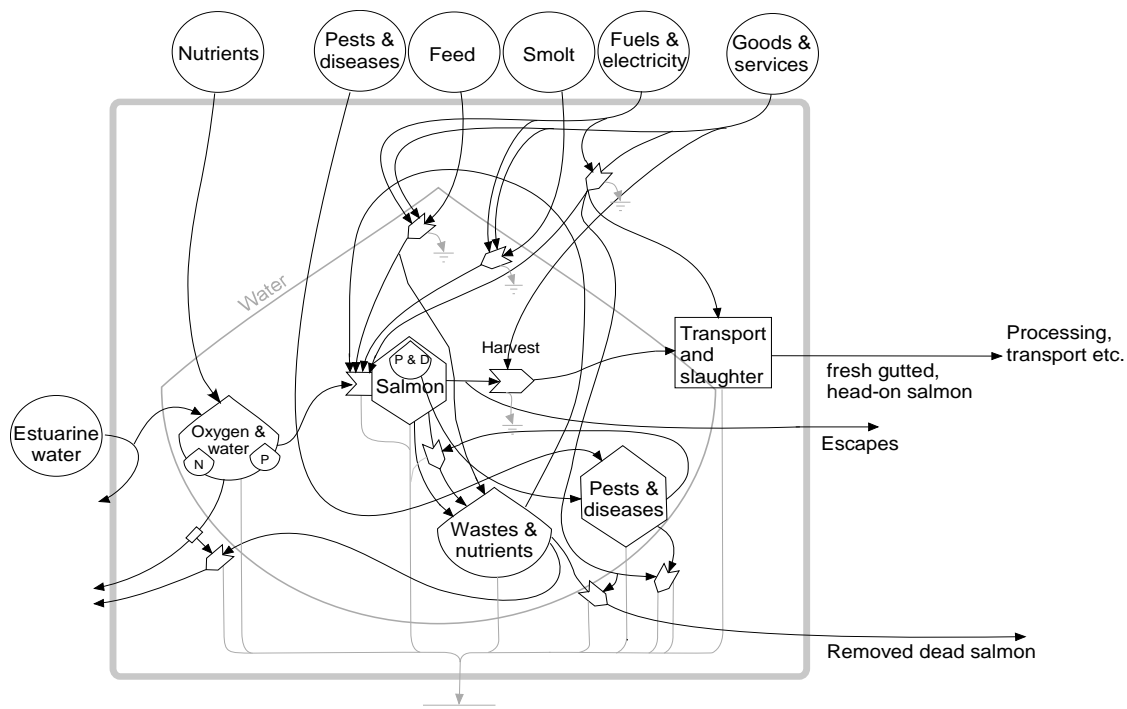 Nutrients
Pests &
diseases
Feed
Smolt
Fuels &
electricity
Goods &
services
Water
Estuarine
water
Oxygen &
water
N
P
P & D
Salmon
Harvest
Transport
and
slaughter
Processing,
transport etc.
fresh gutted,
head-on salmon
Escapes
Pests &
diseases
Wastes &
nutrients
Removed dead salmon